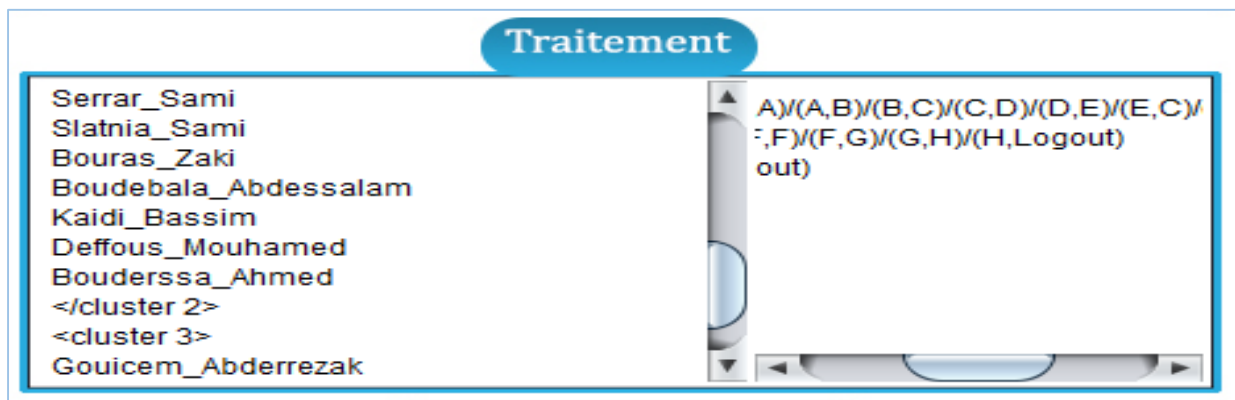 Traitement
Serrar_Sami
Slatnia_Sami
Bouras_Zaki
Boudebala_Abdessalam
Kaidi_Bassim
Deffous_Mouhamed
Bouderssa_Ahmed
</cluster 2>
<cluster 3>
Gouicem_Abderrezak
A)/(A,B)/(B,C)/(C,D)/(D,E)/(E,C)/
,F)/(F,G)/(G,H)/(H,Logout)
out)